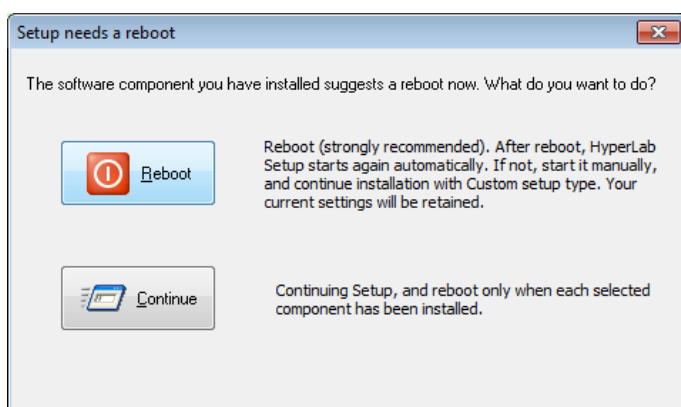 Setup needs a reboot
The software component you have installed suggests a reboot now. What do you want to do?
Reboot
Reboot (strongly recommended). After reboot, HyperLab
Setup starts again automatically. If not, start it manually,
and continue installation with Custom setup type. Your
current settings will be retained.
Continue
Continuing Setup, and reboot only when each selected
component has been installed.